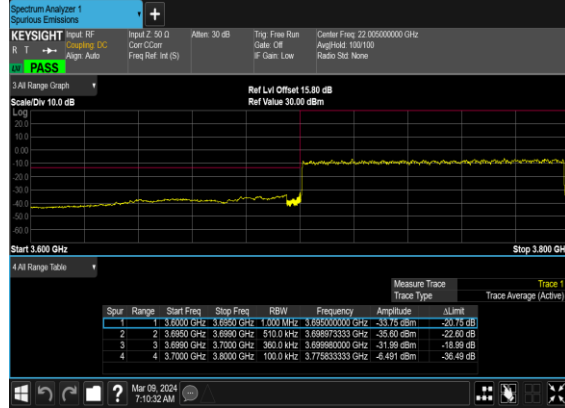 Spectrum Analyzer 1
Spurious Emissions
+
KEYSIGHT Input: RF Input Z: 50 Ω Atten: 30 dB Trig: Free Run Center Freq: 22.005000000 GHz
R T Coupling: DC Corr CCorr Gate: Off Avg|Hold: 100/100
Align: Auto Freq Ref: Int (S) IF Gain: Low Radio Std: None
PASS
3 All Range Graph
Ref Lvl Offset 15.80 dB
Scale/Div 10.0 dB Ref Value 30.00 dBm
Log
20.0
10.0
0.00
-10.0
-20.0
-30.0
-40.0
-50.0
-60.0
Start 3.600 GHz Stop 3.800 GH
4 All Range Table
Measure Trace Trace 1
Trace Type Trace Average (Active)
Spur Range Start Freq Stop Freq RBW Frequency Amplitude ΔLimit
1 1 3.6000 GHz 3.6950 GHz 1.000 MHz 3.695000000 GHz -33.75 dBm -20.75 dB
2 2 3.6950 GHz 3.6990 GHz 510.0 kHz 3.698973333 GHz -35.60 dBm -22.60 dB
3 3 3.6990 GHz 3.7000 GHz 360.0 kHz 3.699980000 GHz -31.99 dBm -18.99 dB
4 4 3.7000 GHz 3.8000 GHz 100.0 kHz 3.775833333 GHz -6.491 dBm -36.49 dB
? Mar 09, 2024
7:10:32 AM